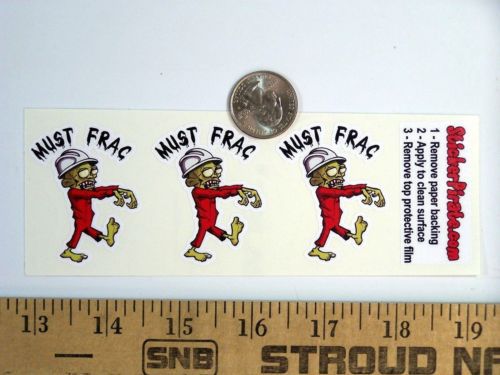 MUST FRAC
MUST FRAC
MUST FRAC
StickerPirate.com
1 - Remove paper backing
2 - Apply to clean surface
3 - Remove top protective film
13 14 15 16 17 18 19
SNB STROUD NA